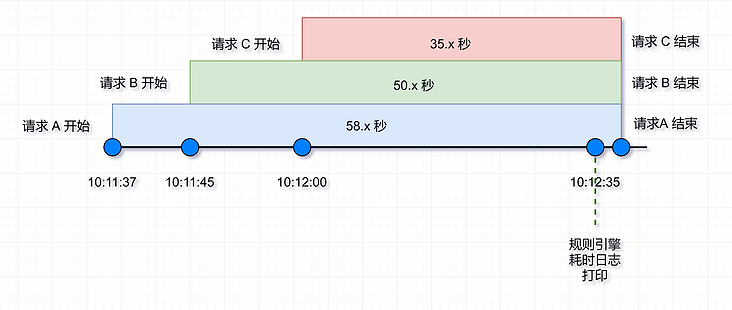 35.x 秒
请求 C 开始
请求 C 结束
50.x 秒
请求 B 开始
请求 B 结束
58.x 秒
请求 A 开始
请求A 结束
10:11:37
10:11:45
10:12:00
10:12:35
规则引擎
耗时日志
打印